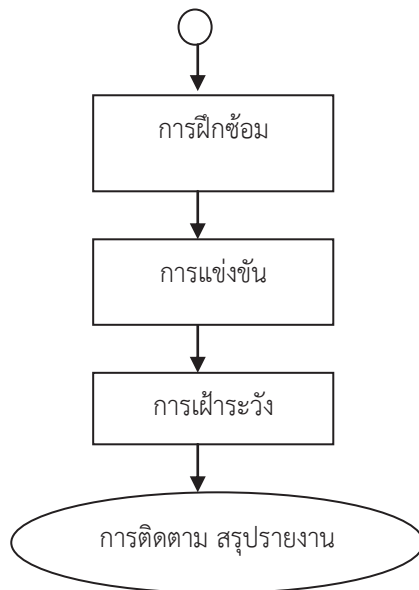 การฝึกซ้อม
การแข่งขัน
การเฝ้าระวัง
การติดตาม สรุปรายงาน